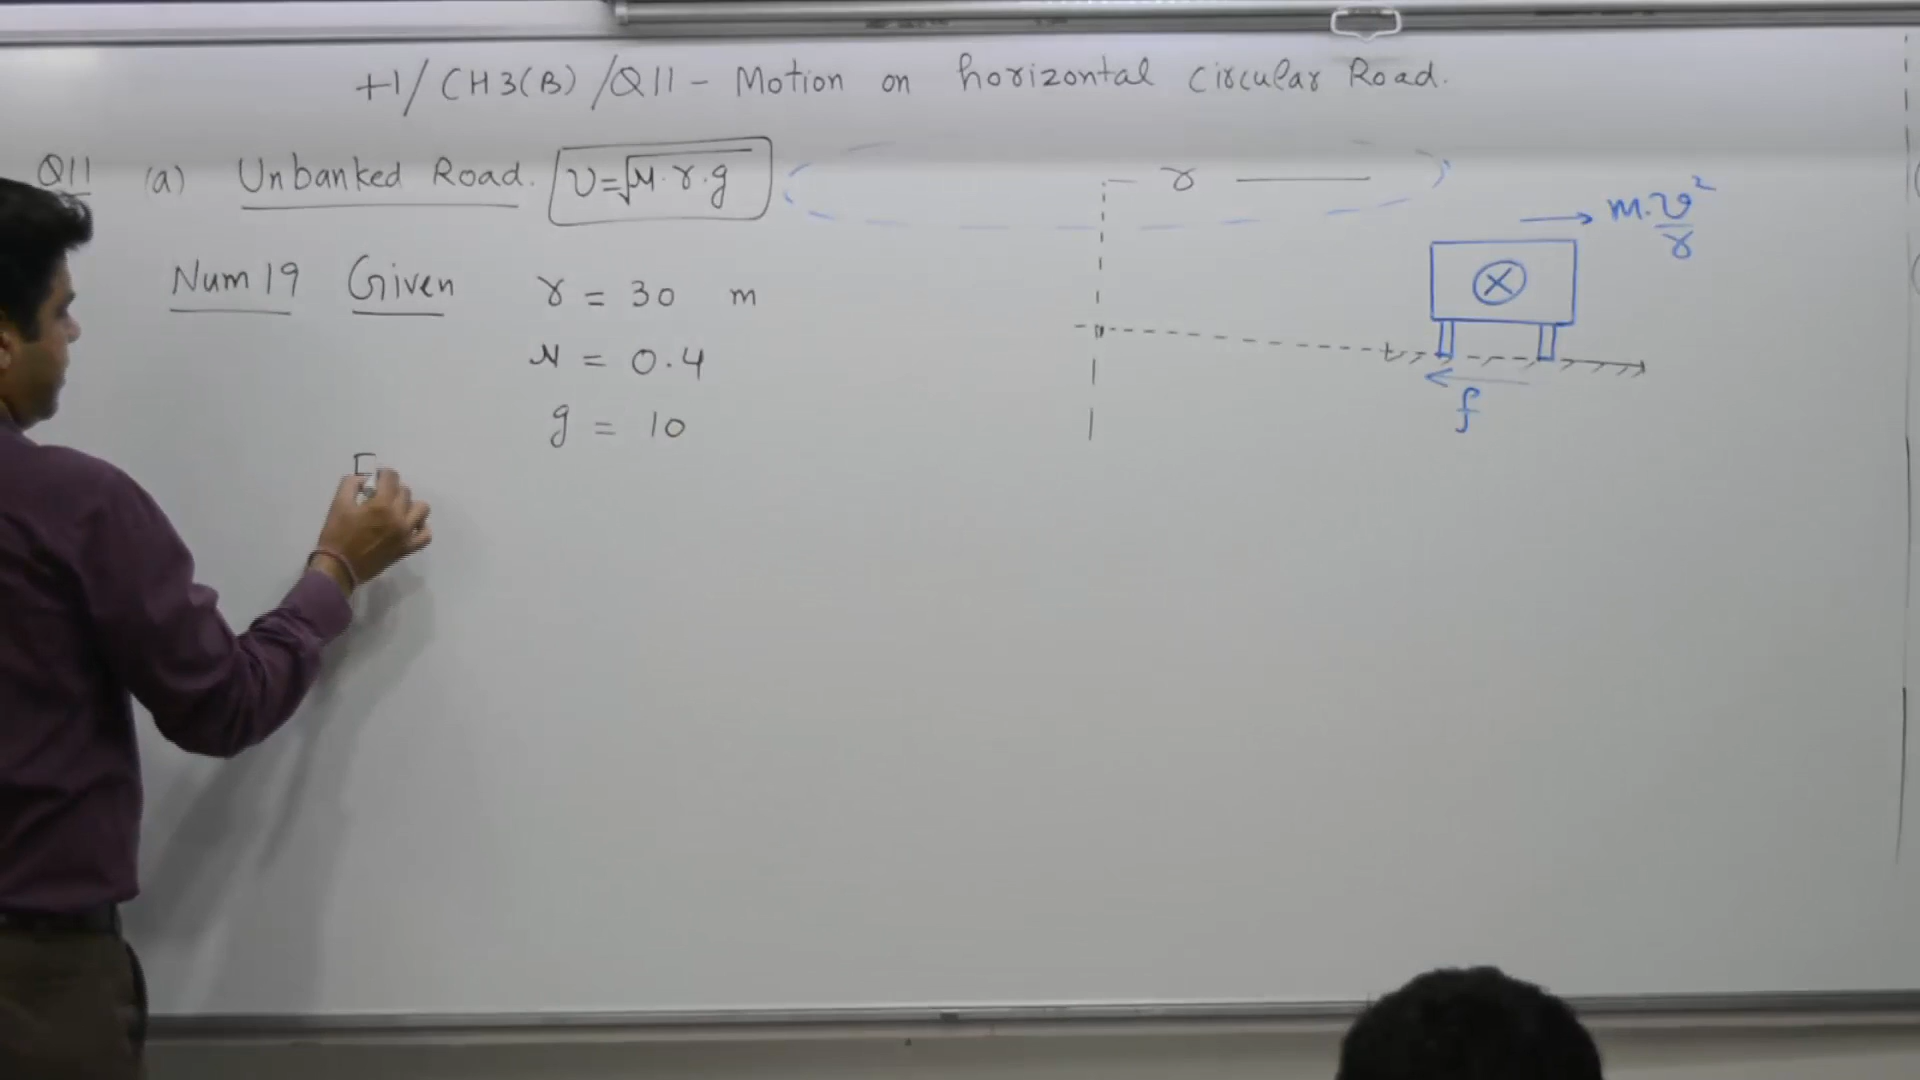 +1/ CH3(B) /Q11 - Motion on horizontal Circular Road.
Q11 (a) Unbanked Road. v=√μ.r.g
r
m.v²/r
Num 19 Given r = 30 m
μ = 0.4
f
g = 10
F